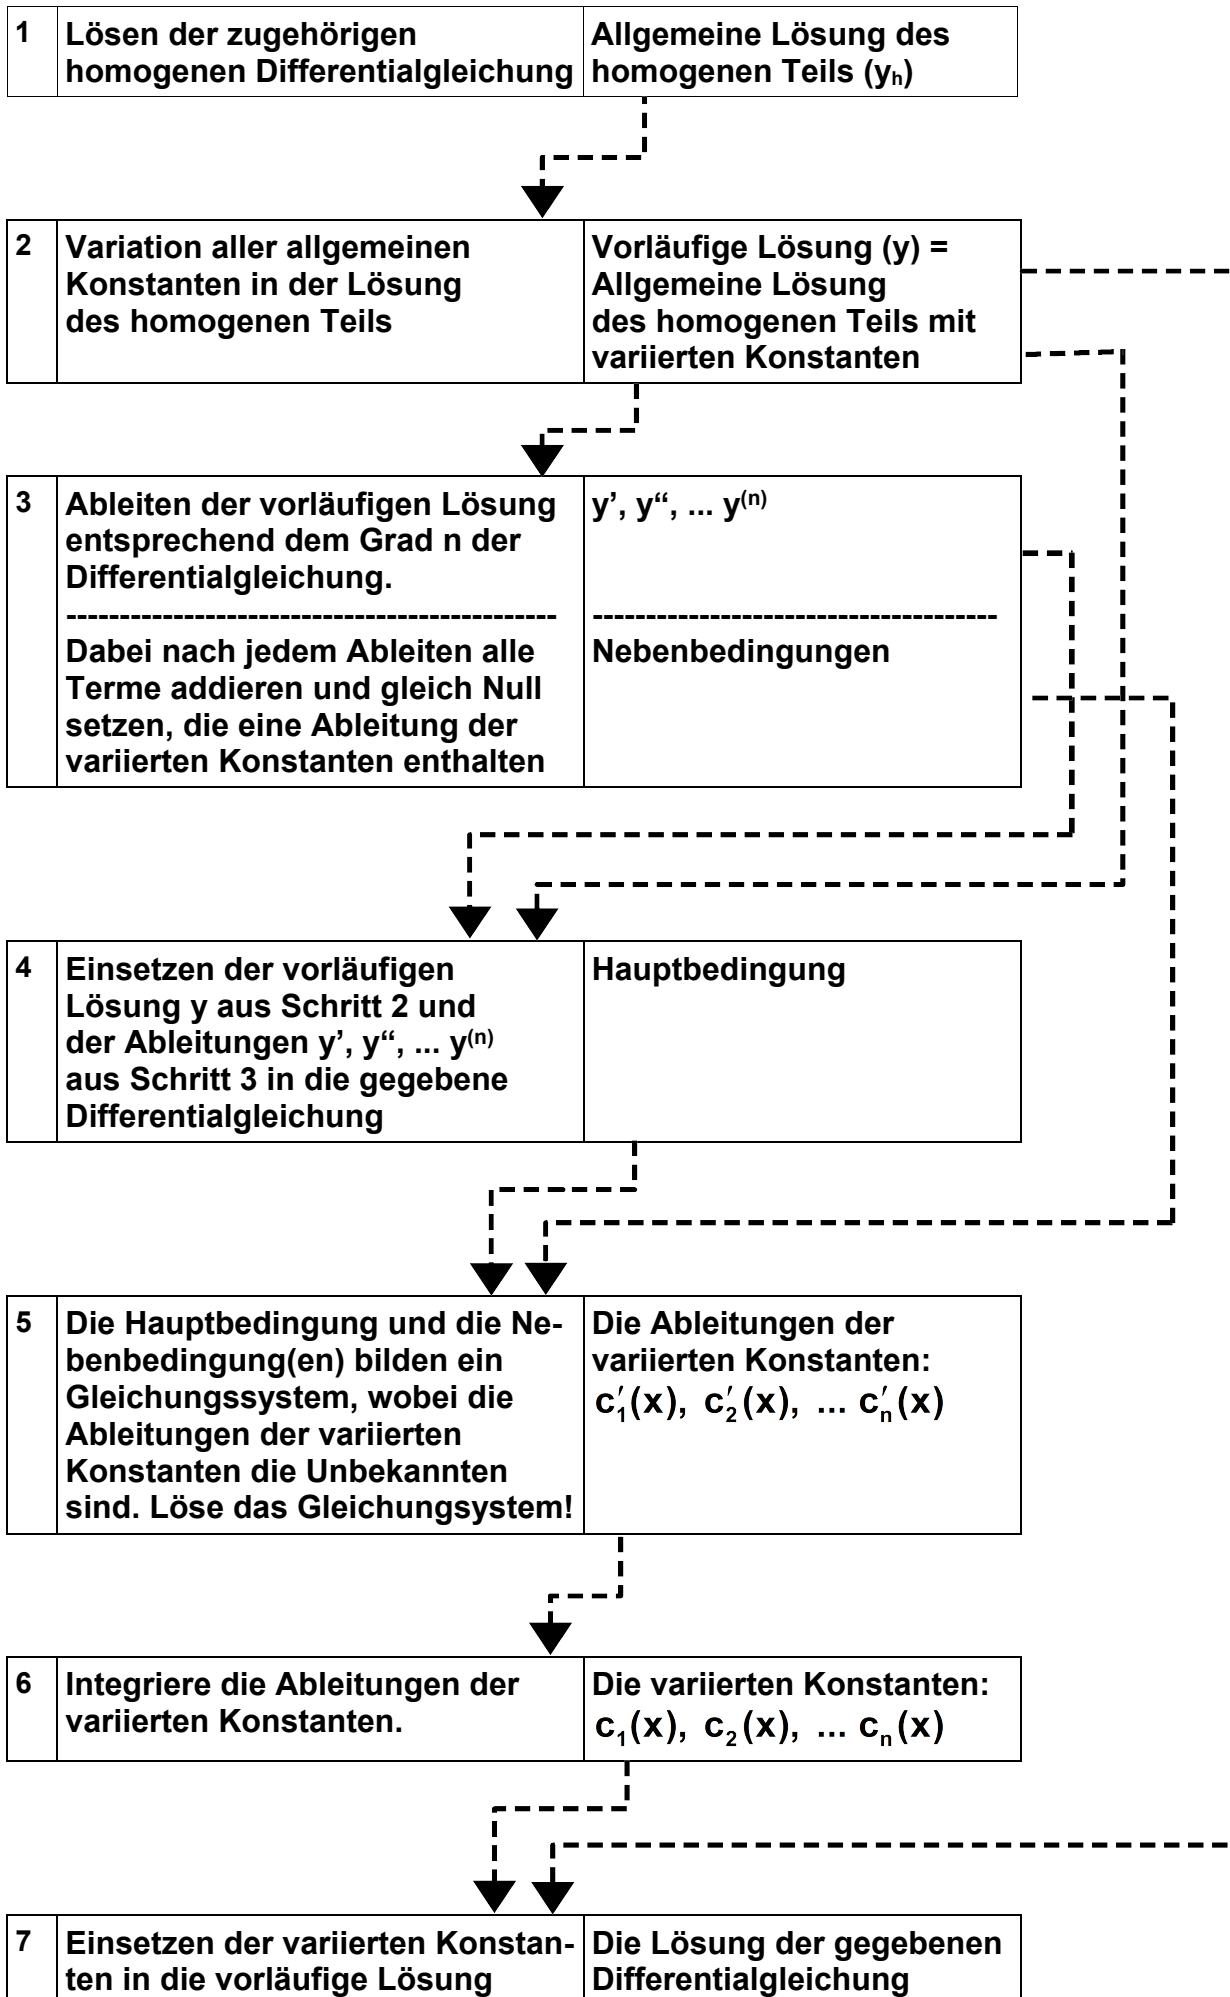 1
Lösen der zugehörigen
homogenen Differentialgleichung
Allgemeine Lösung des
homogenen Teils (yₕ)
2
Variation aller allgemeinen
Konstanten in der Lösung
des homogenen Teils
Vorläufige Lösung (y) =
Allgemeine Lösung
des homogenen Teils mit
variierten Konstanten
3
Ableiten der vorläufigen Lösung
entsprechend dem Grad n der
Differentialgleichung.
----------------------------------------------
Dabei nach jedem Ableiten alle
Terme addieren und gleich Null
setzen, die eine Ableitung der
variierten Konstanten enthalten
y’, y“, ... y⁽ⁿ⁾
--------------------------------------
Nebenbedingungen
4
Einsetzen der vorläufigen
Lösung y aus Schritt 2 und
der Ableitungen y’, y“, ... y⁽ⁿ⁾
aus Schritt 3 in die gegebene
Differentialgleichung
Hauptbedingung
5
Die Hauptbedingung und die Ne-
benbedingung(en) bilden ein
Gleichungssystem, wobei die
Ableitungen der variierten
Konstanten die Unbekannten
sind. Löse das Gleichungsystem!
Die Ableitungen der
variierten Konstanten:
c₁′(x), c₂′(x), ... cₙ′(x)
6
Integriere die Ableitungen der
variierten Konstanten.
Die variierten Konstanten:
c₁(x), c₂(x), ... cₙ(x)
7
Einsetzen der variierten Konstan-
ten in die vorläufige Lösung
Die Lösung der gegebenen
Differentialgleichung